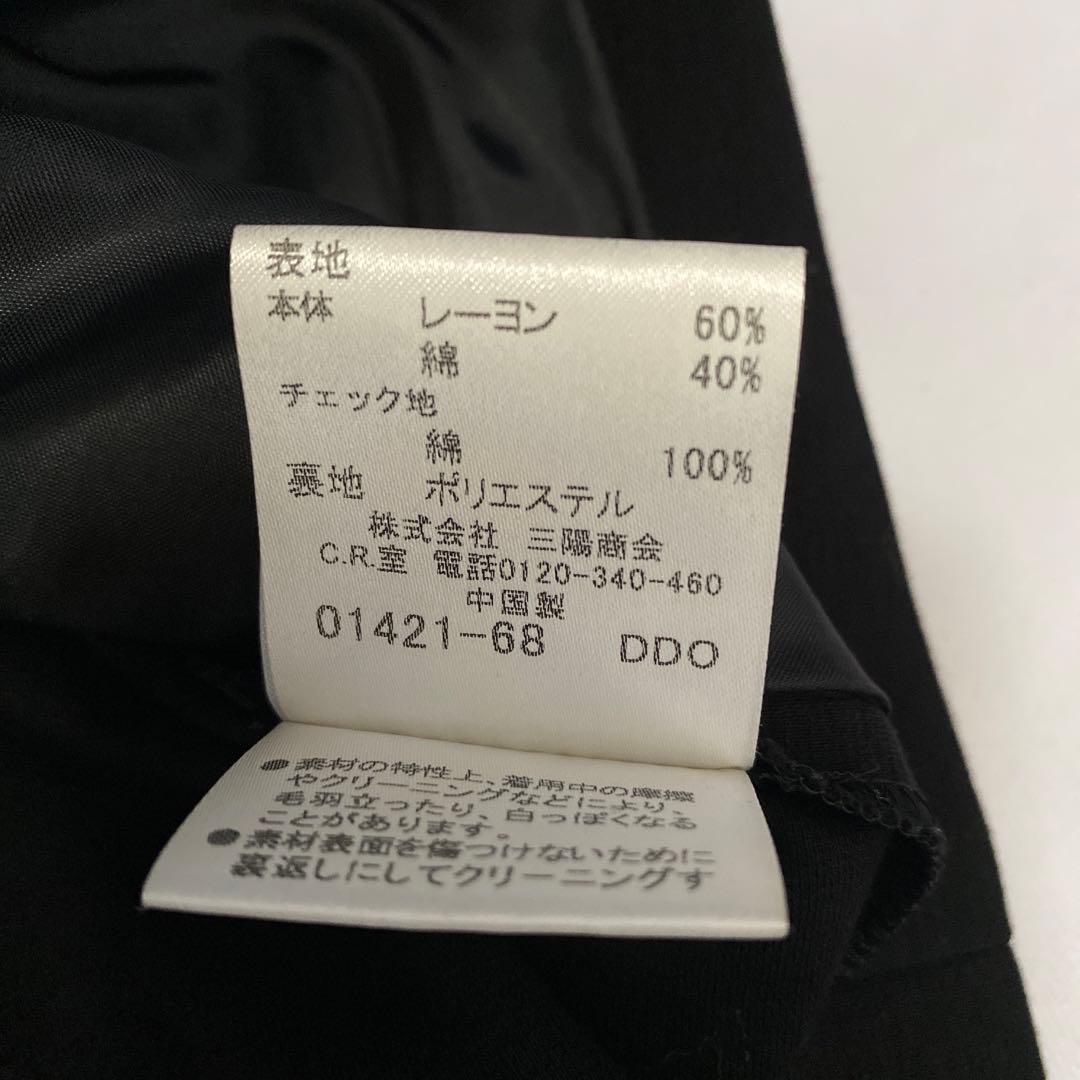 表地
本体 レーヨン 60%
綿 40%
チェック地
綿 100%
裏地 ポリエステル
株式会社 三陽商会
C.R.室 電話0120-340-460
中国製
01421-68 DDO
●素材の特性上、着用中の摩擦
やクリーニングなどにより、
毛羽立ったり、白っぽくなる
ことがあります。
●素材表面を傷つけないために
裏返しにしてクリーニングす